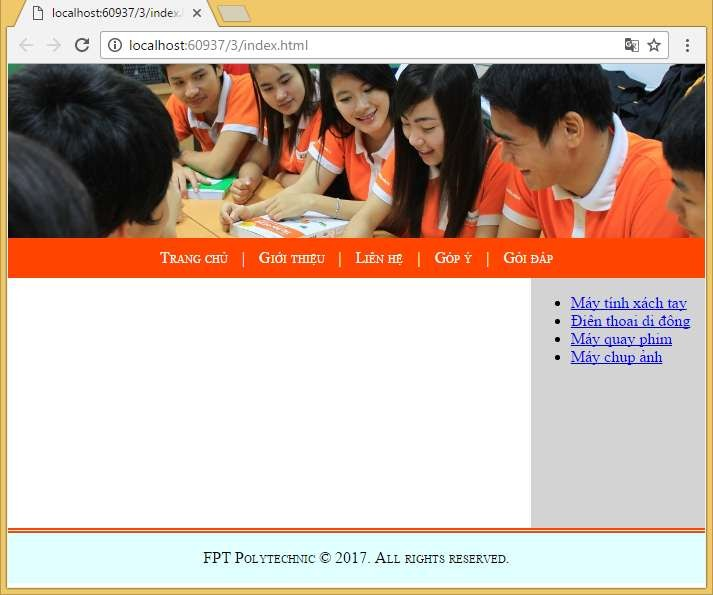 localhost:60937/3/index.
localhost:60937/3/index.html
Trang chủ | Giới thiệu | Liên hệ | Góp ý | Gỏi đáp
Máy tính xách tay
Điện thoại di động
Máy quay phim
Máy chụp ảnh
FPT Polytechnic © 2017. All rights reserved.